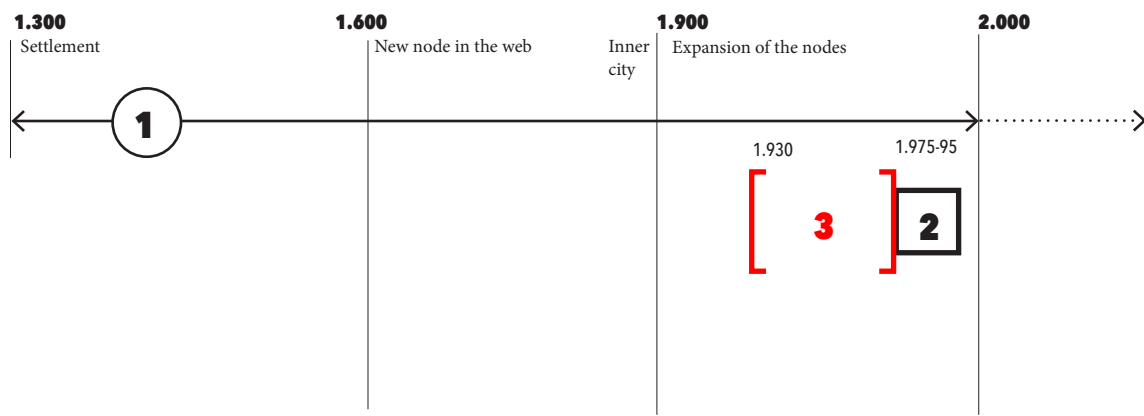 1.300
1.600
1.900
2.000
Settlement
New node in the web
Inner
city
Expansion of the nodes
1
1.930
1.975-95
3
2